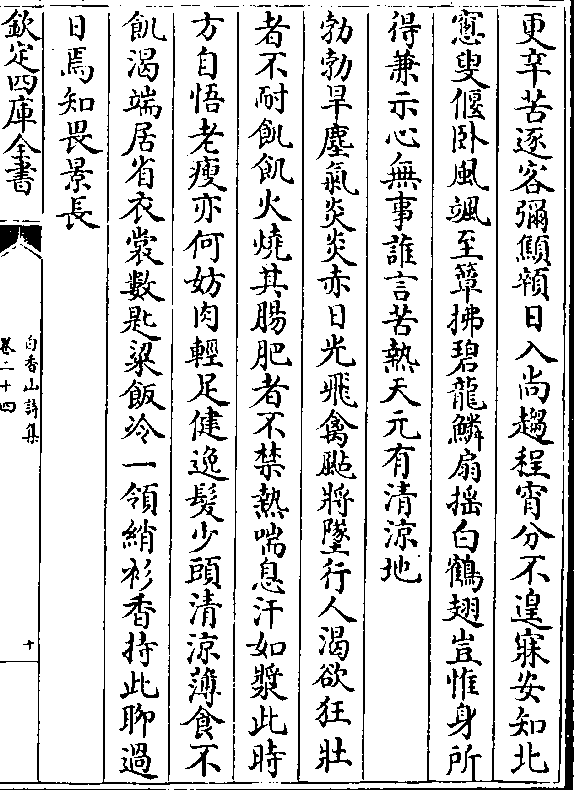 更辛苦逐客彌顦顇日入尚趨程宵分不遑寐安知北
窻叟偃卧風颯至簟拂碧龍鱗扇揺白鶴翅豈惟身所
得兼示心無事誰言苦熱天元有清涼地
勃勃旱塵氣炎炎赤日光飛禽颭將墜行人渴欲狂壯
者不耐飢飢火燒其腸肥者不禁熱喘息汗如漿此時
方自悟老瘦亦何妨肉輕足健逸髮少頭清涼薄食不
飢渴端居省衣裳數匙粱飯冷一領綃衫香持此聊過
日焉知畏景長
欽定四庫全書
白香山詩集
卷二十四
十